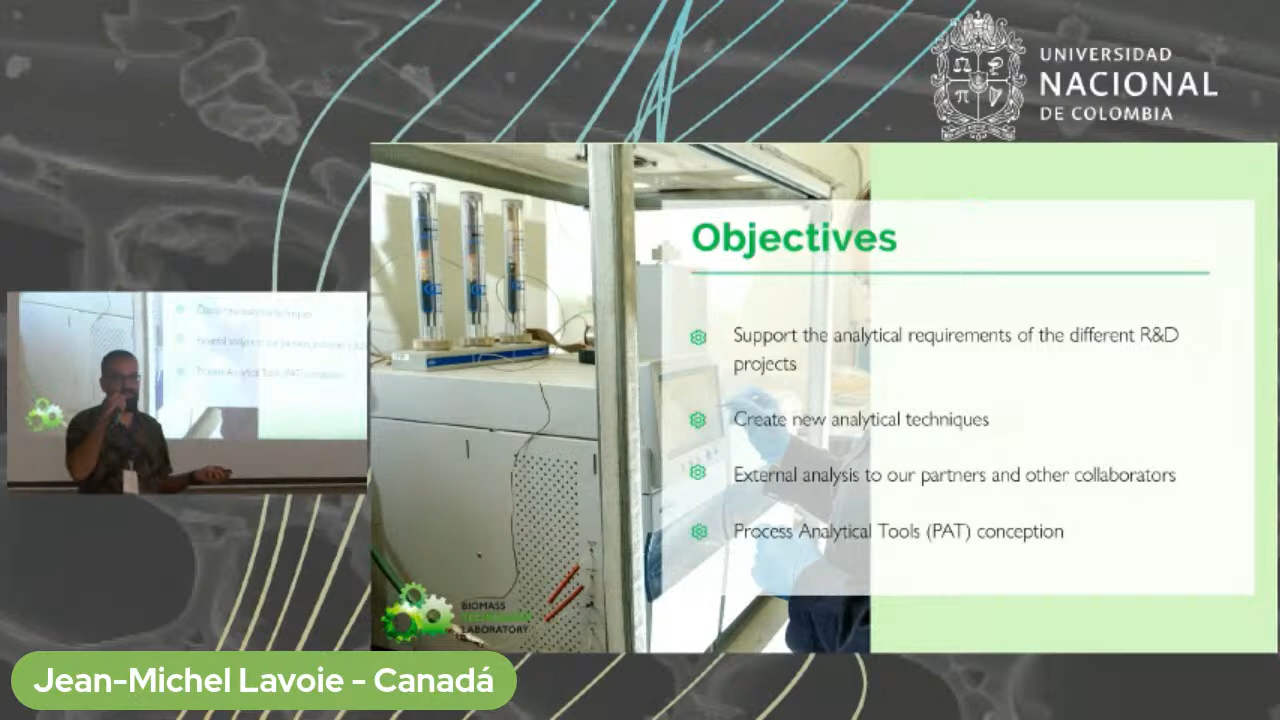 UNIVERSIDAD
NACIONAL
DE COLOMBIA
Objectives
Support the analytical requirements of the different R&D
projects
Create new analytical techniques
External analysis to our partners and other collaborators
Process Analytical Tools (PAT) conception
BIOMASS
TECHNOLOGY
LABORATORY
Jean-Michel Lavoie - Canadá